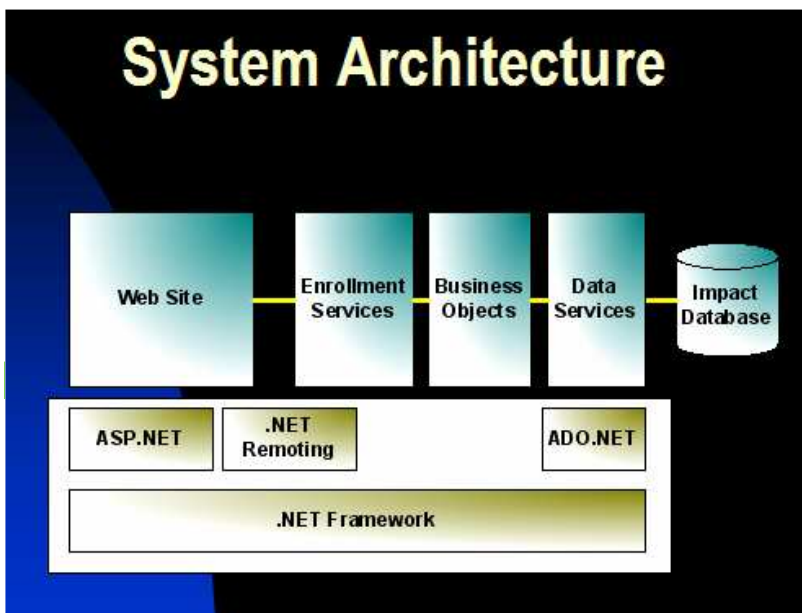 System Architecture
Web Site
Enrollment
Services
Business
Objects
Data
Services
Impact
Database
ASP.NET
.NET
Remoting
ADO.NET
.NET Framework